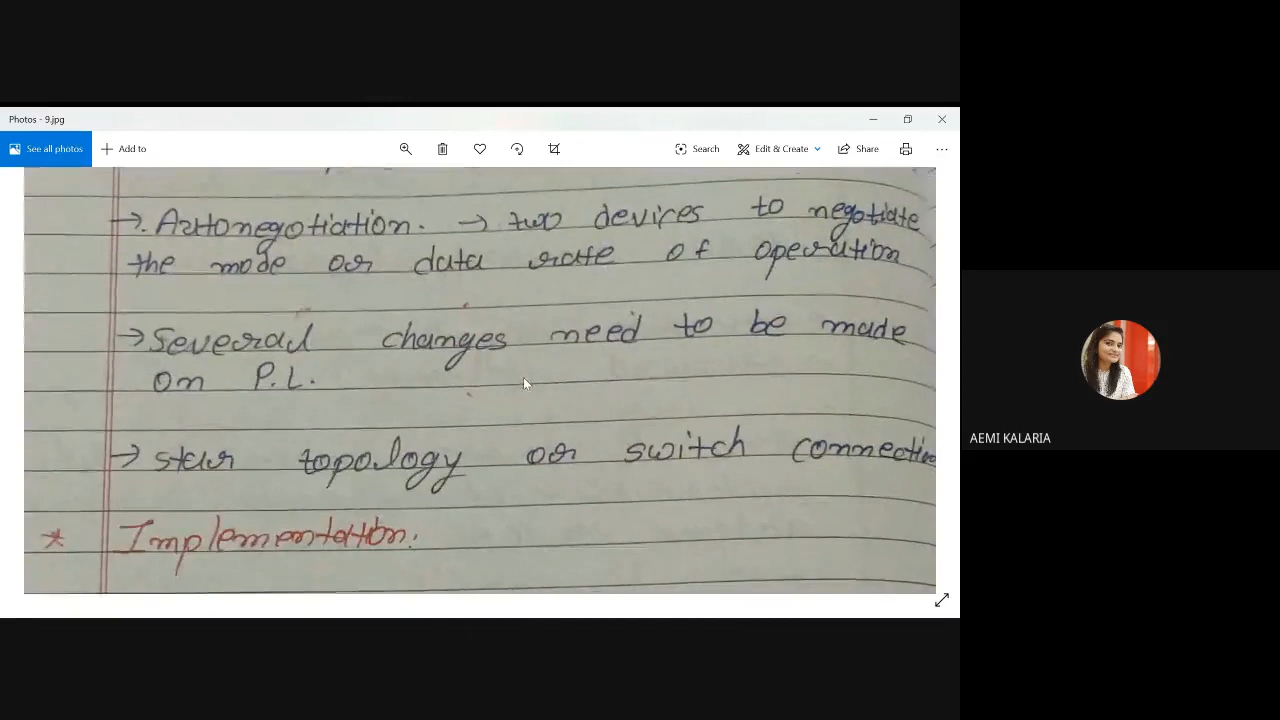 Photos - 9.jpg
See all photos
Add to
Search
Edit & Create
Share
→. Autonegotiation. → two devices to negotiate
the mode or data rate of operation
→ Several changes need to be made
on P.L.
→ star topology or switch
AEMI KALARIA
* Implementation.